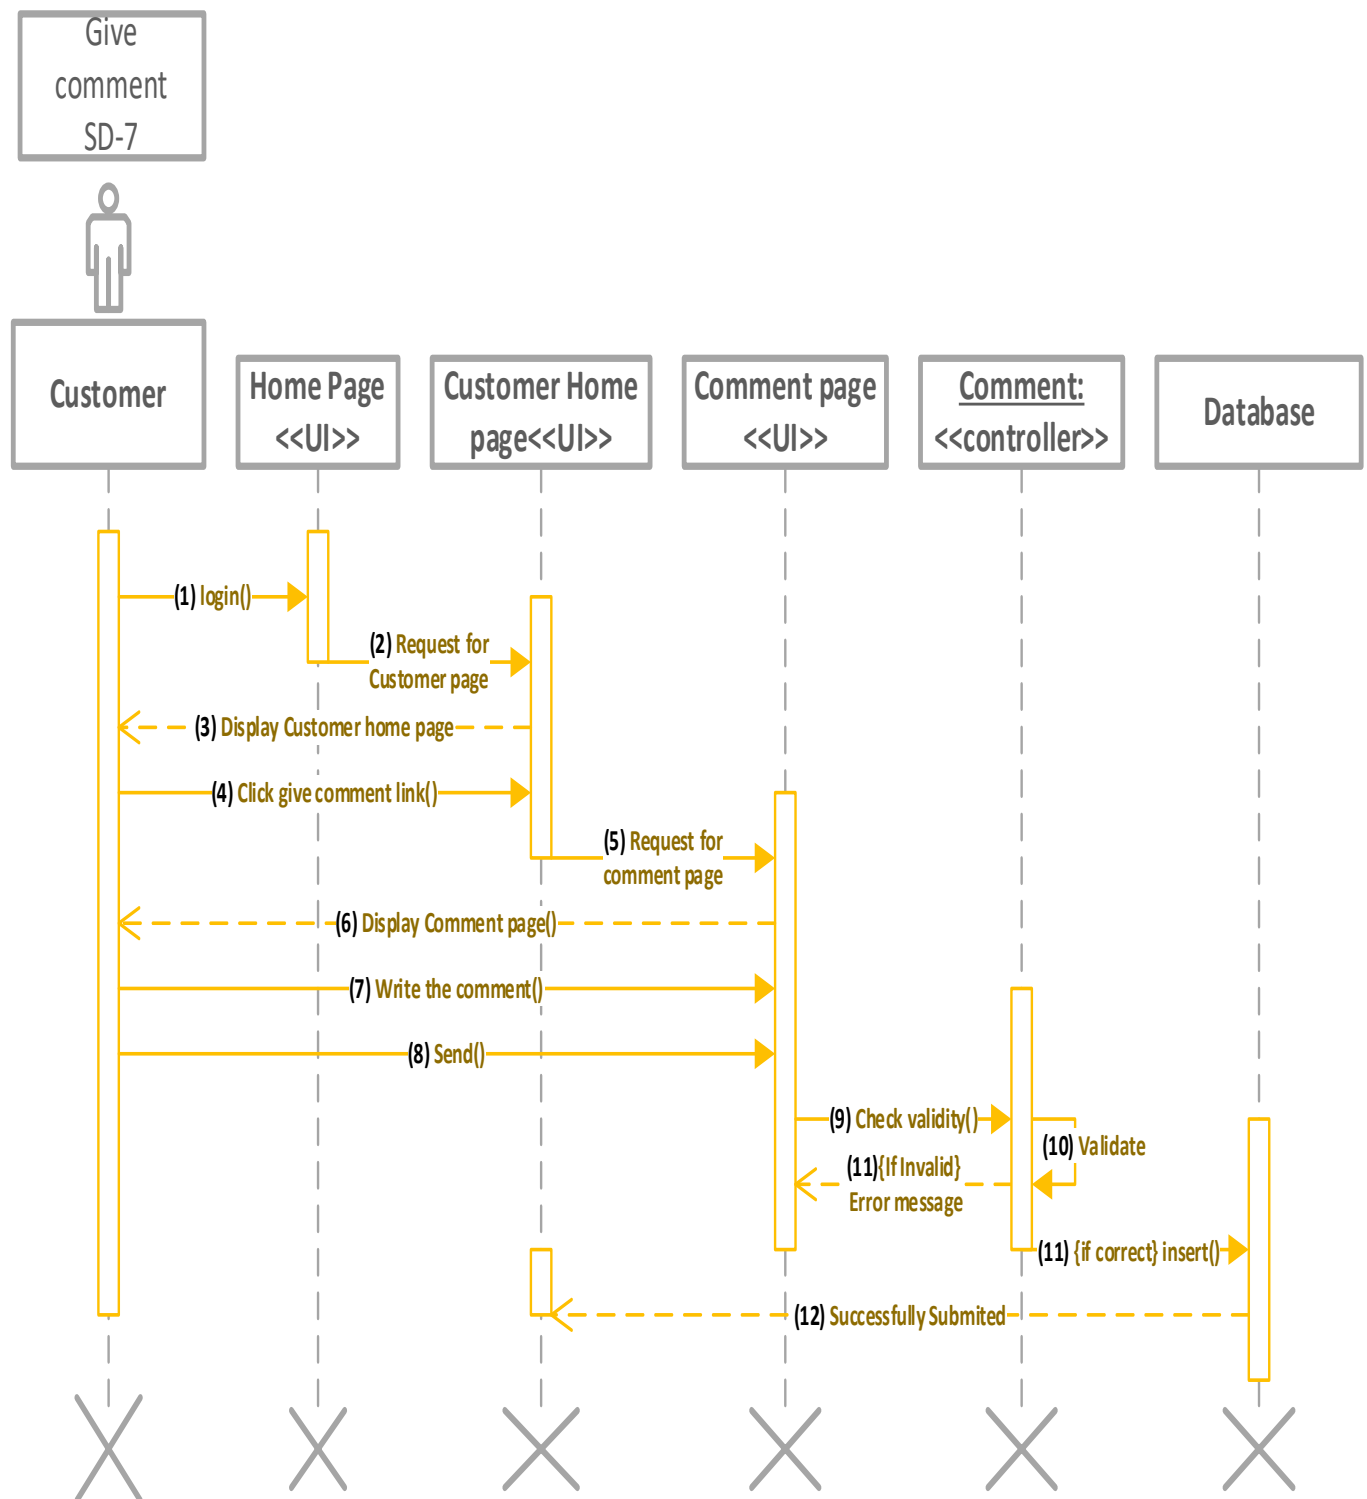 Give
comment
SD-7
Customer
Home Page
<<UI>>
Customer Home
page<<UI>>
Comment page
<<UI>>
Comment:
<<controller>>
Database
(1) login()
(2) Request for
Customer page
(3) Display Customer home page
(4) Click give comment link()
(5) Request for
comment page
(6) Display Comment page()
(7) Write the comment()
(8) Send()
(9) Check validity()
(10) Validate
(11){If Invalid}
Error message
(11) {if correct} insert()
(12) Successfully Submited